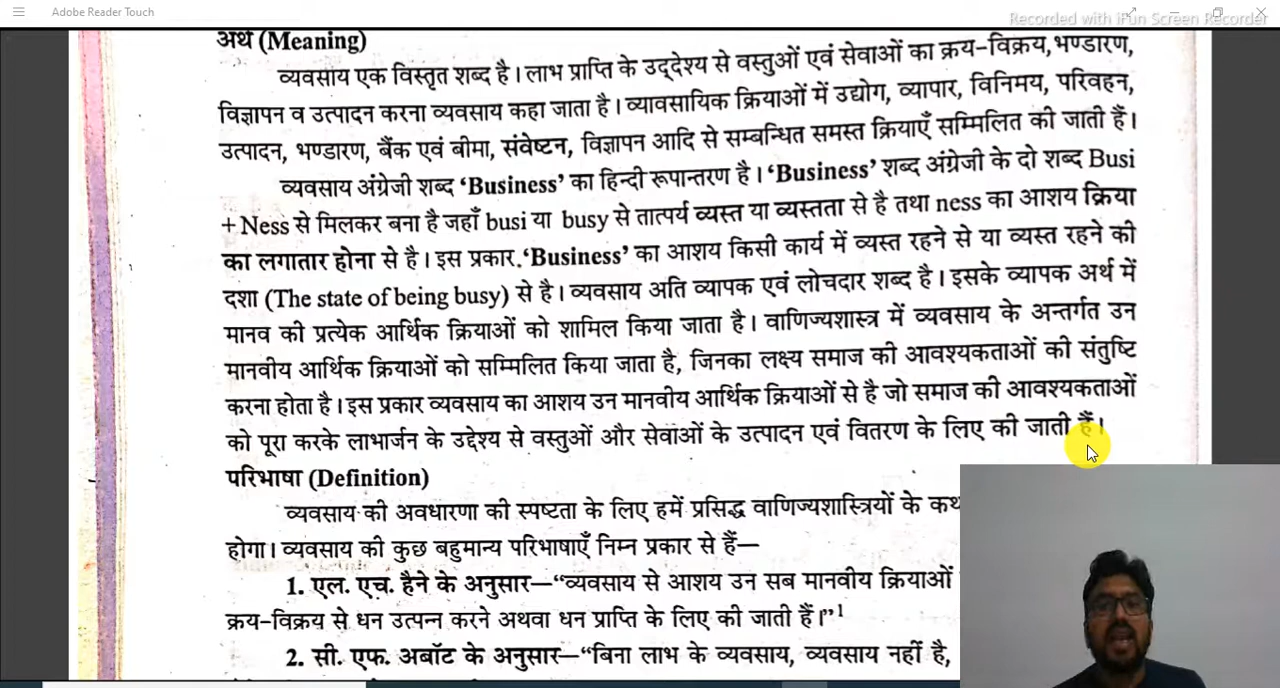 Adobe Reader Touch
Recorded with iFun Screen Recorder
अर्थ (Meaning)
व्यवसाय एक विस्तृत शब्द है। लाभ प्राप्ति के उद्देश्य से वस्तुओं एवं सेवाओं का क्रय-विक्रय, भण्डारण,
विज्ञापन व उत्पादन करना व्यवसाय कहा जाता है। व्यावसायिक क्रियाओं में उद्योग, व्यापार, विनिमय, परिवहन,
उत्पादन, भण्डारण, बैंक एवं बीमा, संवेष्टन, विज्ञापन आदि से सम्बन्धित समस्त क्रियाएँ सम्मिलित की जाती हैं।
व्यवसाय अंग्रेजी शब्द ‘Business’ का हिन्दी रूपान्तरण है। ‘Business’ शब्द अंग्रेजी के दो शब्द Busi
+ Ness से मिलकर बना है जहाँ busi या busy से तात्पर्य व्यस्त या व्यस्तता से है तथा ness का आशय क्रिया
का लगातार होना से है। इस प्रकार ‘Business’ का आशय किसी कार्य में व्यस्त रहने से या व्यस्त रहने की
दशा (The state of being busy) से है। व्यवसाय अति व्यापक एवं लोचदार शब्द है। इसके व्यापक अर्थ में
मानव की प्रत्येक आर्थिक क्रियाओं को शामिल किया जाता है। वाणिज्यशास्त्र में व्यवसाय के अन्तर्गत उन
मानवीय आर्थिक क्रियाओं को सम्मिलित किया जाता है, जिनका लक्ष्य समाज की आवश्यकताओं की संतुष्टि
करना होता है। इस प्रकार व्यवसाय का आशय उन मानवीय आर्थिक क्रियाओं से है जो समाज की आवश्यकताओं
को पूरा करके लाभार्जन के उद्देश्य से वस्तुओं और सेवाओं के उत्पादन एवं वितरण के लिए की जाती हैं।
परिभाषा (Definition)
व्यवसाय की अवधारणा की स्पष्टता के लिए हमें प्रसिद्ध वाणिज्यशास्त्रियों के कथ
होगा। व्यवसाय की कुछ बहुमान्य परिभाषाएँ निम्न प्रकार से हैं—
1. एल. एच. हैने के अनुसार—“व्यवसाय से आशय उन सब मानवीय क्रियाओं
क्रय-विक्रय से धन उत्पन्न करने अथवा धन प्राप्ति के लिए की जाती हैं।”1
2. सी. एफ. अबॉट के अनुसार—“बिना लाभ के व्यवसाय, व्यवसाय नहीं है,